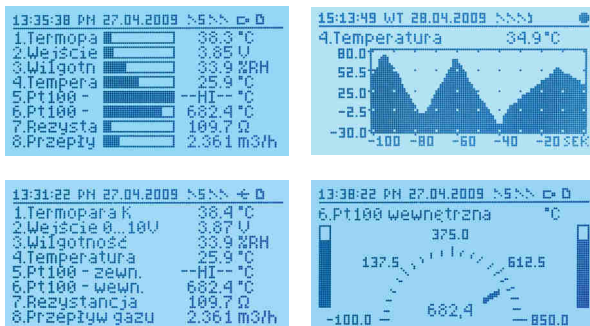 13:35:38 PN 27.04.2009 >5>>
1.Termopa 38.3 °C
2.Wejście 3.85 V
3.Wilgotn 33.9 %RH
4.Tempera 25.9 °C
5.Pt100 - --HI-- °C
6.Pt100 - 682.4 °C
7.Rezysta 109.7 Ω
8.Przepły 2.361 m3/h
15:13:49 WT 28.04.2009 >>>>
4.Temperatura 34.9°C
80.0
52.5
25.0
-2.5
-30.0
-100 -80 -60 -40 -20 SEK
13:31:22 PN 27.04.2009 >5>>
1.Termopara K 38.4 °C
2.Wejście 0...10V 3.87 V
3.Wilgotność 33.9 %RH
4.Temperatura 25.9 °C
5.Pt100 - zewn. --HI-- °C
6.Pt100 - wewn. 682.4 °C
7.Rezystancja 109.7 Ω
8.Przepływ gazu 2.361 m3/h
13:38:22 PN 27.04.2009 >5>>
6.Pt100 wewnętrzna °C
375.0
137.5 612.5
682,4
-100.0 850.0